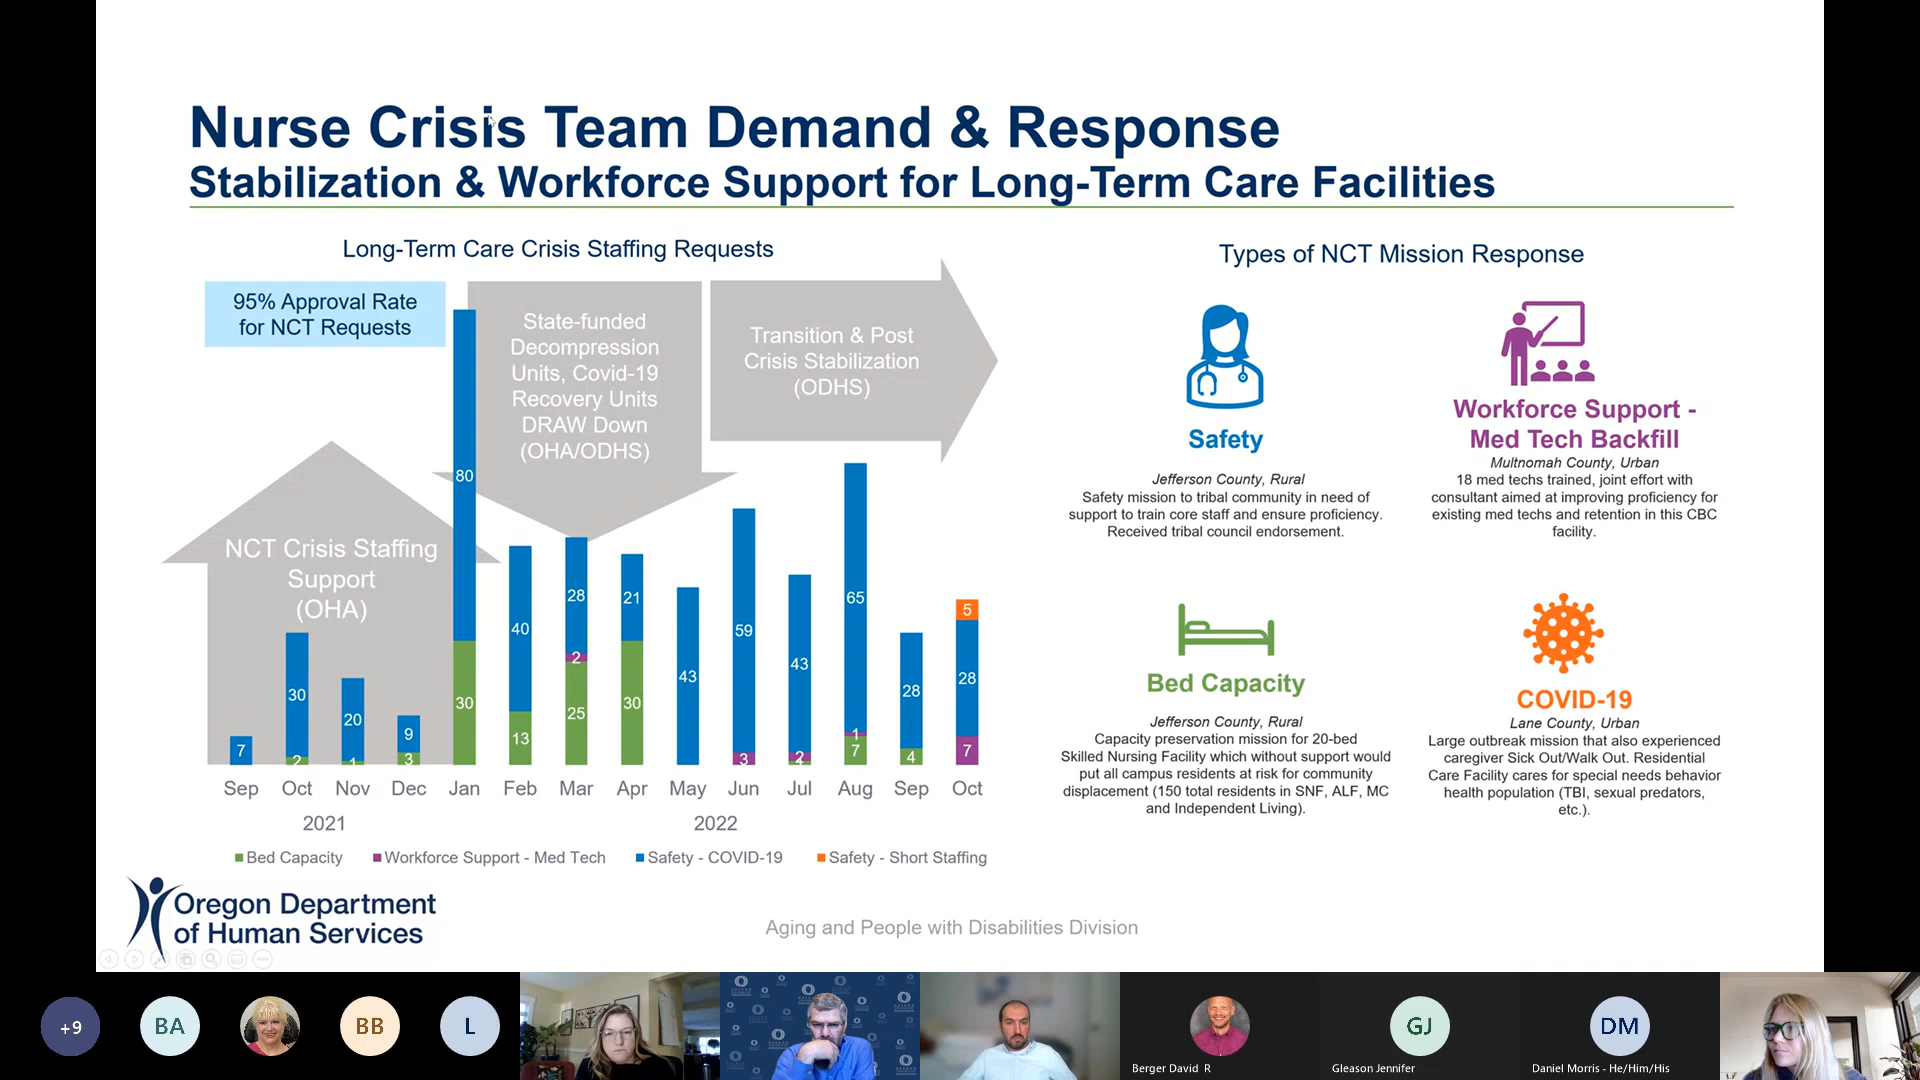 Nurse Crisis Team Demand & Response
Stabilization & Workforce Support for Long-Term Care Facilities
Long-Term Care Crisis Staffing Requests
95% Approval Rate
for NCT Requests
State-funded
Decompression
Units, Covid-19
Recovery Units
DRAW Down
(OHA/ODHS)
Transition & Post
Crisis Stabilization
(ODHS)
NCT Crisis Staffing
Support
(OHA)
7
30
2
20
1
9
3
80
30
40
13
28
2
25
21
30
43
59
3
43
2
65
1
7
28
4
5
28
7
Sep Oct Nov Dec Jan Feb Mar Apr May Jun Jul Aug Sep Oct
2021 2022
Bed Capacity Workforce Support - Med Tech Safety - COVID-19 Safety - Short Staffing
Types of NCT Mission Response
Safety
Jefferson County, Rural
Safety mission to tribal community in need of
support to train core staff and ensure proficiency.
Received tribal council endorsement.
Workforce Support -
Med Tech Backfill
Multnomah County, Urban
18 med techs trained, joint effort with
consultant aimed at improving proficiency for
existing med techs and retention in this CBC
facility.
Bed Capacity
Jefferson County, Rural
Capacity preservation mission for 20-bed
Skilled Nursing Facility which without support would
put all campus residents at risk for community
displacement (150 total residents in SNF, ALF, MC
and Independent Living).
COVID-19
Lane County, Urban
Large outbreak mission that also experienced
caregiver Sick Out/Walk Out. Residential
Care Facility cares for special needs behavior
health population (TBI, sexual predators,
etc.).
Oregon Department
of Human Services
Aging and People with Disabilities Division
+9
BA
BB
L
Berger David R
GJ
Gleason Jennifer
DM
Daniel Morris - He/Him/His